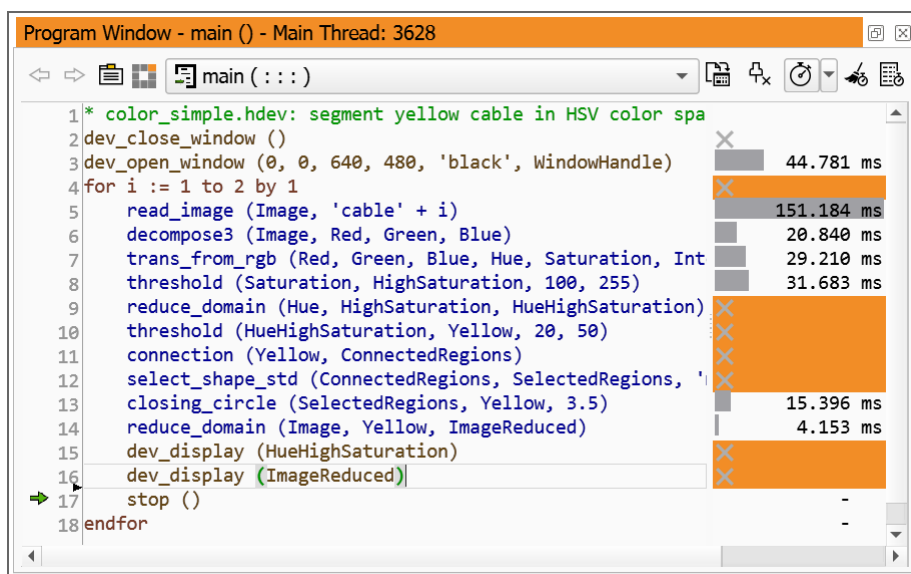 Program Window - main () - Main Thread: 3628
main ( : : : )
1 * color_simple.hdev: segment yellow cable in HSV color spa
2 dev_close_window ()
3 dev_open_window (0, 0, 640, 480, 'black', WindowHandle) 44.781 ms
4 for i := 1 to 2 by 1
5 read_image (Image, 'cable' + i) 151.184 ms
6 decompose3 (Image, Red, Green, Blue) 20.840 ms
7 trans_from_rgb (Red, Green, Blue, Hue, Saturation, Int 29.210 ms
8 threshold (Saturation, HighSaturation, 100, 255) 31.683 ms
9 reduce_domain (Hue, HighSaturation, HueHighSaturation)
10 threshold (HueHighSaturation, Yellow, 20, 50)
11 connection (Yellow, ConnectedRegions)
12 select_shape_std (ConnectedRegions, SelectedRegions, '
13 closing_circle (SelectedRegions, Yellow, 3.5) 15.396 ms
14 reduce_domain (Image, Yellow, ImageReduced) 4.153 ms
15 dev_display (HueHighSaturation)
16 dev_display (ImageReduced)
17 stop () -
18 endfor -